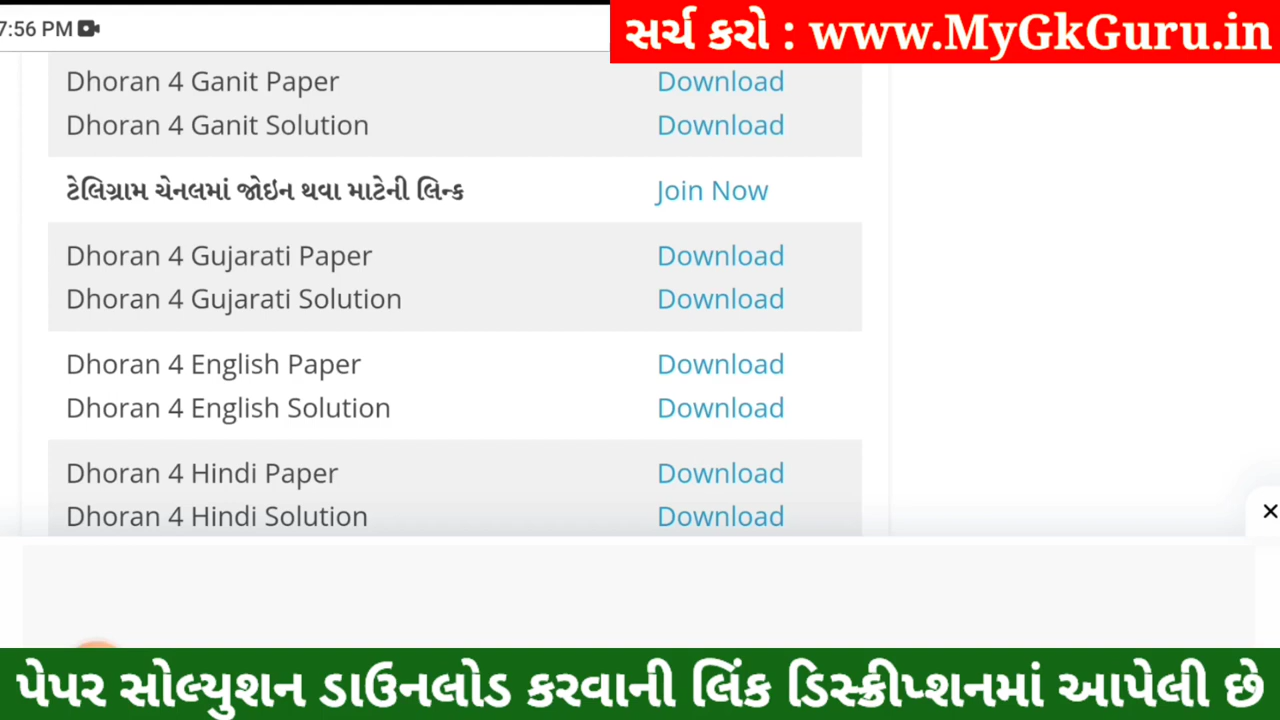 7:56 PM
સર્ચ કરો : www.MyGkGuru.in
Dhoran 4 Ganit Paper Download
Dhoran 4 Ganit Solution Download
ટેલિગ્રામ ચેનલમાં જોઇન થવા માટેની લિન્ક Join Now
Dhoran 4 Gujarati Paper Download
Dhoran 4 Gujarati Solution Download
Dhoran 4 English Paper Download
Dhoran 4 English Solution Download
Dhoran 4 Hindi Paper Download
Dhoran 4 Hindi Solution Download
પેપર સોલ્યુશન ડાઉનલોડ કરવાની લિંક ડિસ્ક્રીપ્શનમાં આપેલી છે